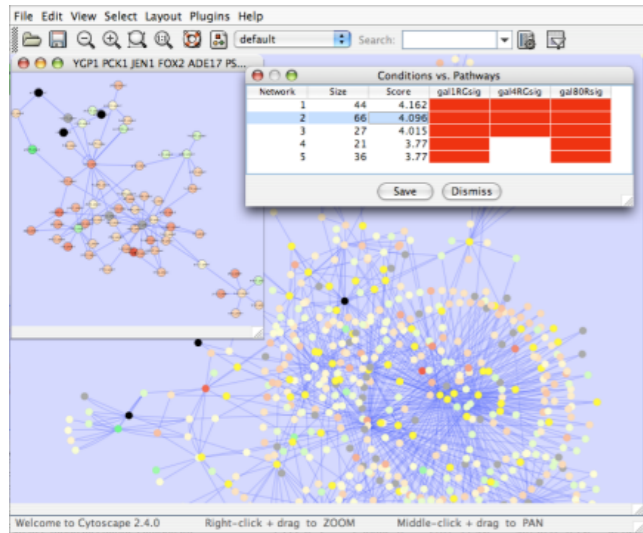 File Edit View Select Layout Plugins Help
default Search:
YGP1 PCK1 JEN1 FOX2 ADE17 PS...
Conditions vs. Pathways
Network Size Score gal1RGsig gal4RGsig gal80Rsig
1 44 4.162
2 66 4.096
3 27 4.015
4 21 3.77
5 36 3.77
Save Dismiss
Welcome to Cytoscape 2.4.0 Right-click + drag to ZOOM Middle-click + drag to PAN